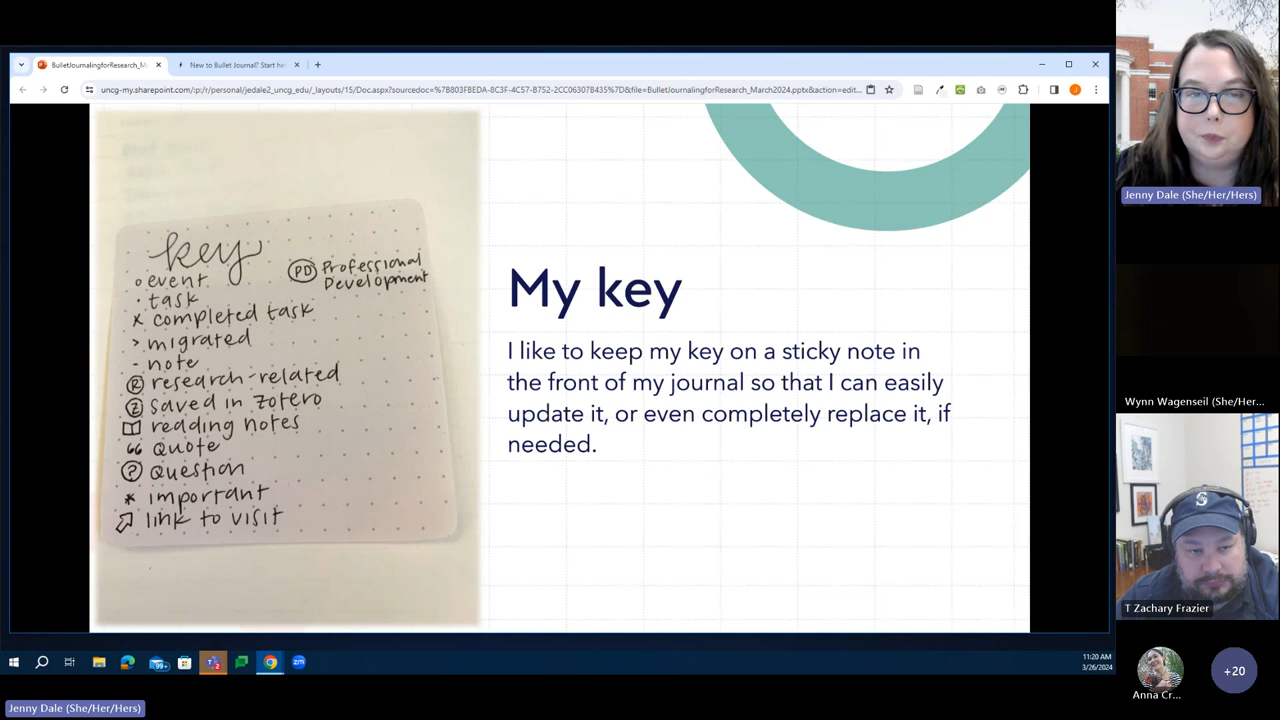 BulletJournalingforResearch_M
New to Bullet Journal? Start he
uncg-my.sharepoint.com/:p:/r/personal/jedale2_uncg_edu/_layouts/15/Doc.aspx?sourcedoc=%7B803FBEDA-8C3F-4C57-B752-2CC06307B435%7D&file=BulletJournalingforResearch_March2024.pptx&action=edit...
key
o event
PD Professional
Development
· task
x completed task
> migrated
- note
R research-related
Z saved in Zotero
reading notes
“ Quote
? Question
* important
link to visit
My key
I like to keep my key on a sticky note in
the front of my journal so that I can easily
update it, or even completely replace it, if
needed.
99+
11:20 AM
3/26/2024
Jenny Dale (She/Her/Hers)
Jenny Dale (She/Her/Hers)
Wynn Wagenseil (She/Her...
S
T Zachary Frazier
Anna Cr...
+20